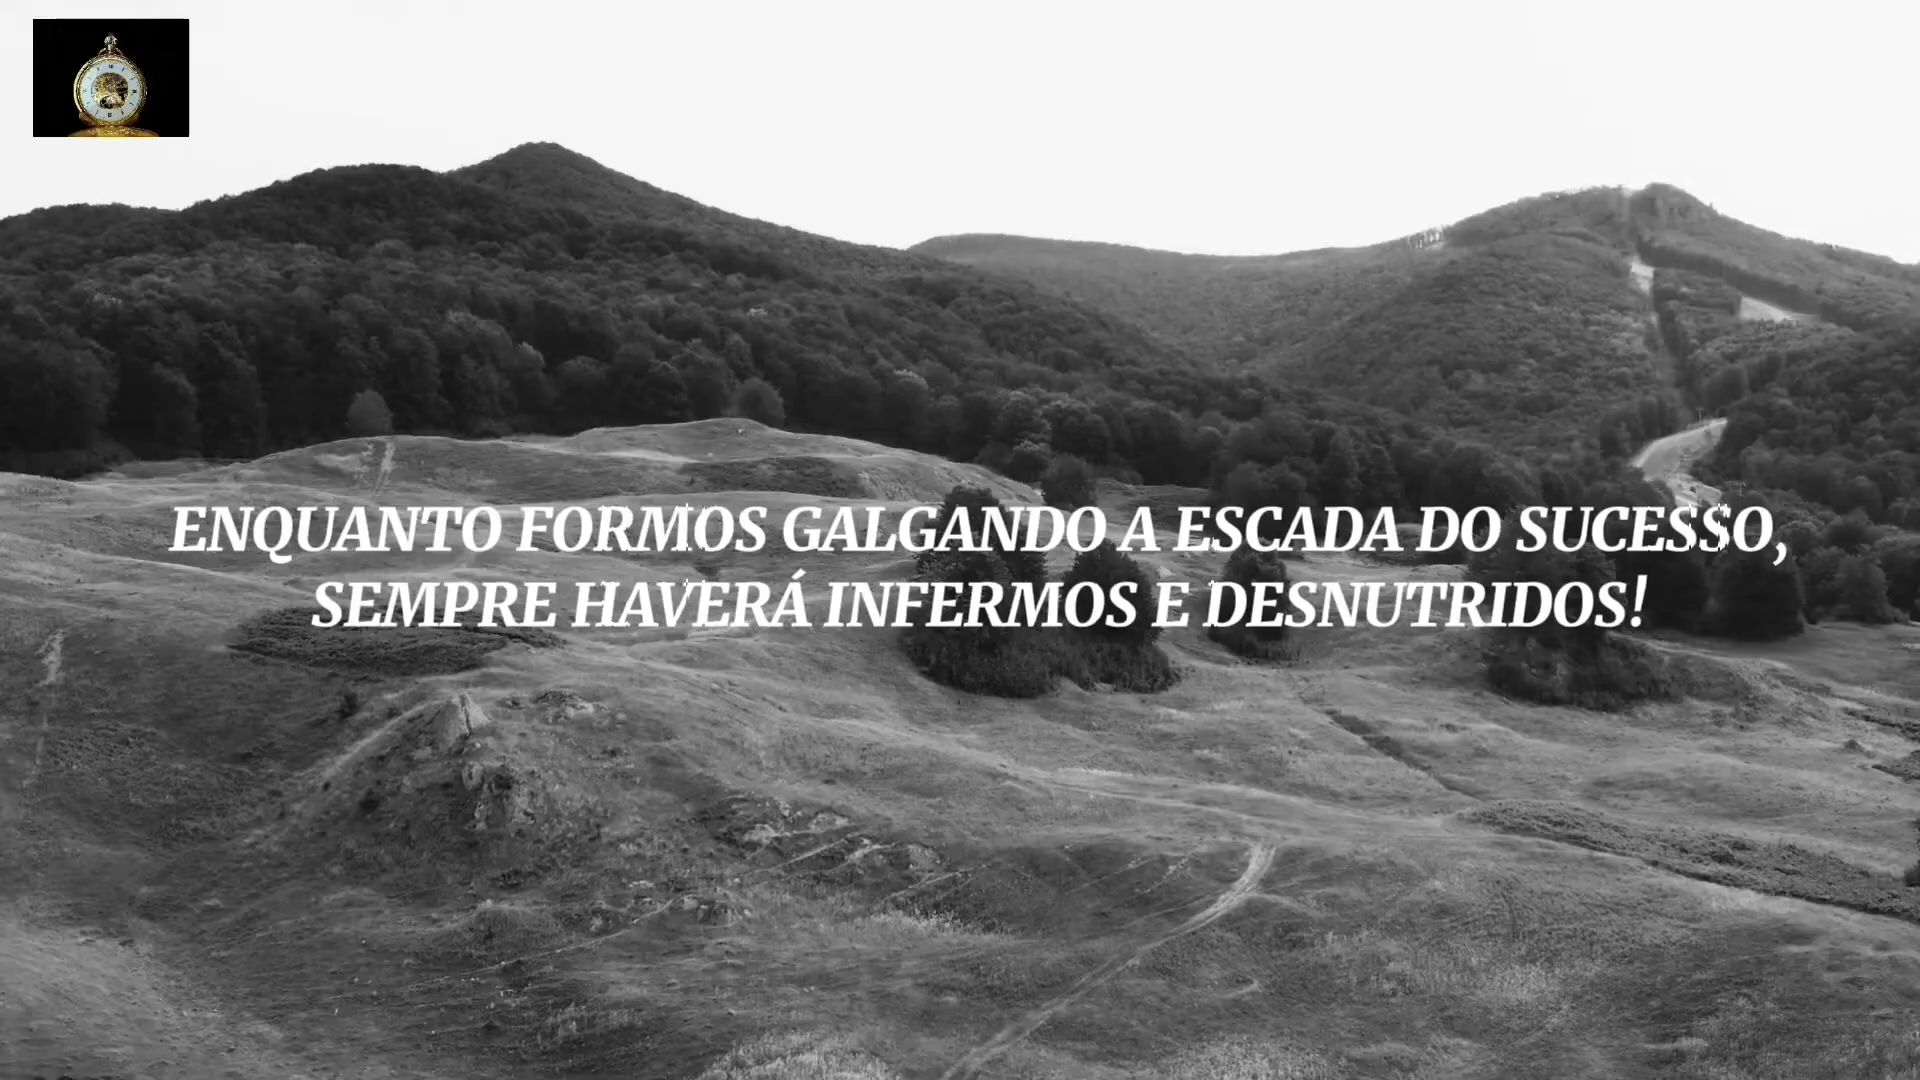 ENQUANTO FORMOS GALGANDO A ESCADA DO SUCESSO,
SEMPRE HAVERÁ INFERMOS E DESNUTRIDOS!